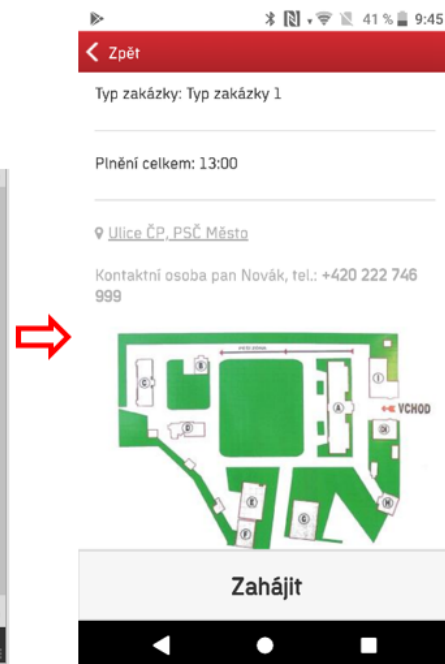 41 % 9:45
Zpět
Typ zakázky: Typ zakázky 1
Plnění celkem: 13:00
Ulice ČP, PSČ Město
Kontaktní osoba pan Novák, tel.: +420 222 746
999
B
I
C
A
VCHOD
D
H
E
G
F
Zahájit